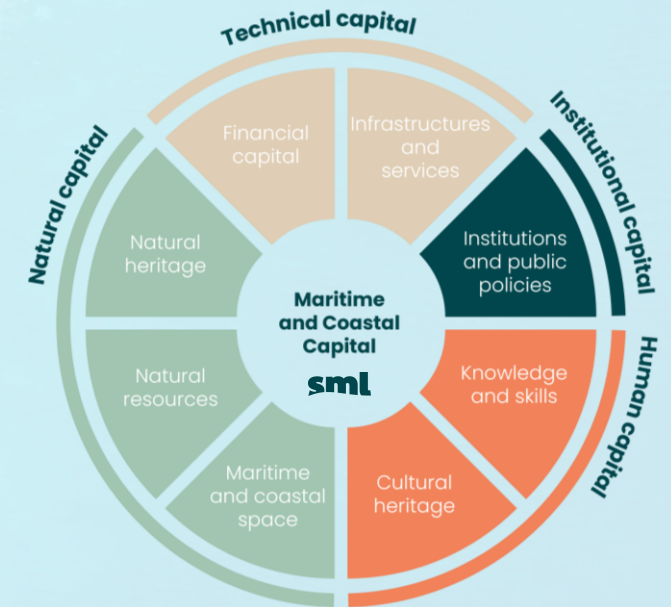 Technical capital
Financial
capital
Infrastructures
and
services
Institutional capital
Institutions
and public
policies
Human capital
Knowledge
and skills
Cultural
heritage
Maritime
and coastal
space
Natural
resources
Natural
heritage
Natural capital
Maritime
and Coastal
Capital
sml